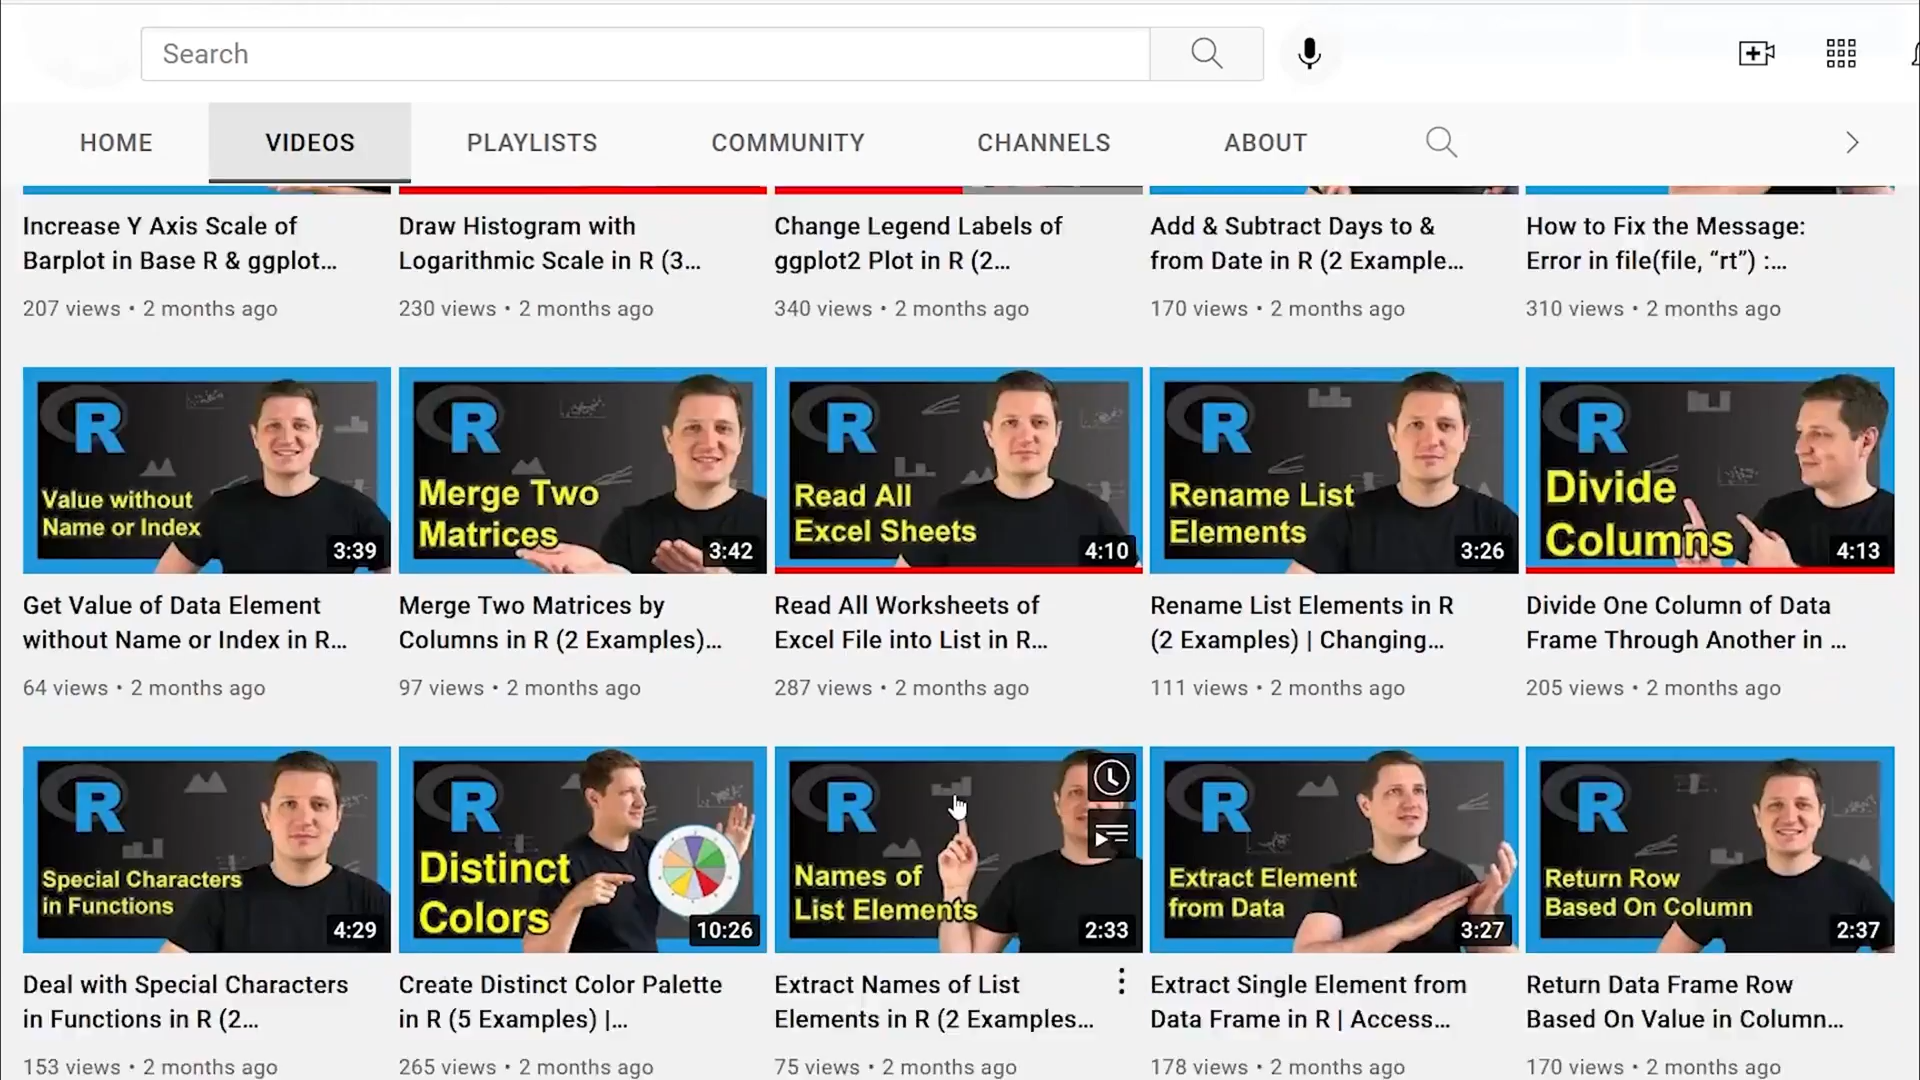 Search
HOME
VIDEOS
PLAYLISTS
COMMUNITY
CHANNELS
ABOUT
Increase Y Axis Scale of
Barplot in Base R & ggplot...
207 views • 2 months ago
Draw Histogram with
Logarithmic Scale in R (3...
230 views • 2 months ago
Change Legend Labels of
ggplot2 Plot in R (2...
340 views • 2 months ago
Add & Subtract Days to &
from Date in R (2 Example...
170 views • 2 months ago
How to Fix the Message:
Error in file(file, “rt”) :...
310 views • 2 months ago
R
Value without
Name or Index
3:39
Get Value of Data Element
without Name or Index in R...
64 views • 2 months ago
R
Merge Two
Matrices
3:42
Merge Two Matrices by
Columns in R (2 Examples)...
97 views • 2 months ago
R
Read All
Excel Sheets
4:10
Read All Worksheets of
Excel File into List in R...
287 views • 2 months ago
R
Rename List
Elements
3:26
Rename List Elements in R
(2 Examples) | Changing...
111 views • 2 months ago
R
Divide
Columns
4:13
Divide One Column of Data
Frame Through Another in ...
205 views • 2 months ago
R
Special Characters
in Functions
4:29
Deal with Special Characters
in Functions in R (2...
153 views • 2 months ago
R
Distinct
Colors
10:26
Create Distinct Color Palette
in R (5 Examples) |...
265 views • 2 months ago
R
Names of
List Elements
2:33
Extract Names of List
Elements in R (2 Examples...
75 views • 2 months ago
R
Extract Element
from Data
3:27
Extract Single Element from
Data Frame in R | Access...
178 views • 2 months ago
R
Return Row
Based On Column
2:37
Return Data Frame Row
Based On Value in Column...
170 views • 2 months ago